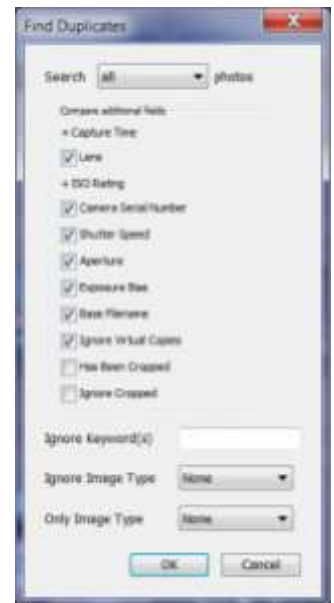 Find Duplicates
Search all photos
Compare additional fields
+ Capture Time
Lens
+ ISO Rating
Camera Serial Number
Shutter Speed
Aperture
Exposure Bias
Base Filename
Ignore Virtual Copies
Has Been Cropped
Ignore Cropped
Ignore Keyword(s)
Ignore Image Type None
Only Image Type None
OK Cancel